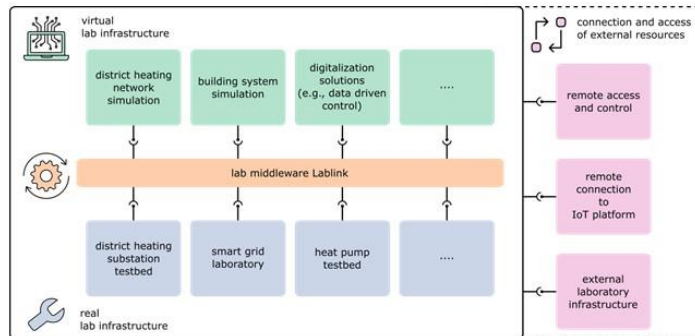 virtual
lab infrastructure
connection and access
of external resources
district heating
network
simulation
building system
simulation
digitalization
solutions
(e.g., data driven
control)
....
remote access
and control
lab middleware Lablink
remote
connection
to
IoT platform
district heating
substation
testbed
smart grid
laboratory
heat pump
testbed
....
external
laboratory
infrastructure
real
lab infrastructure